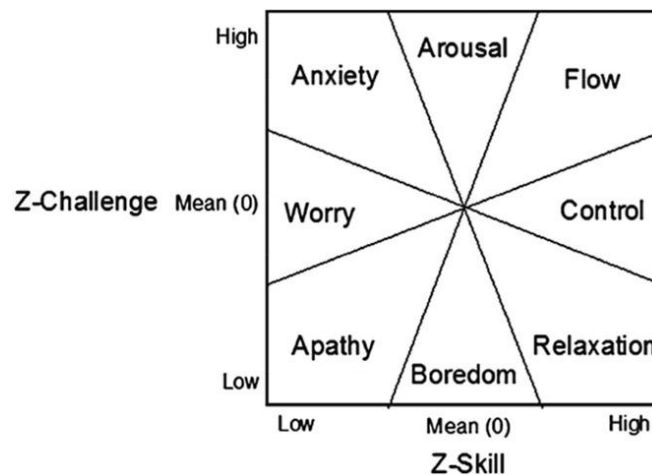 High
Arousal
Anxiety
Flow
Z-Challenge Mean (0)
Worry
Control
Apathy
Relaxation
Boredom
Low
Low
Mean (0)
High
Z-Skill